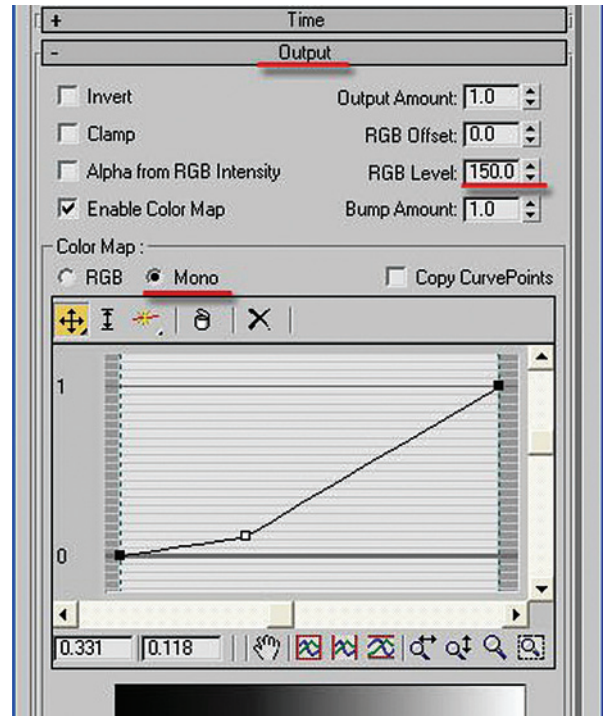 + Time
- Output
Invert Output Amount: 1.0
Clamp RGB Offset: 0.0
Alpha from RGB Intensity RGB Level: 150.0
Enable Color Map Bump Amount: 1.0
Color Map :
RGB Mono Copy CurvePoints
1
0
0.331 0.118